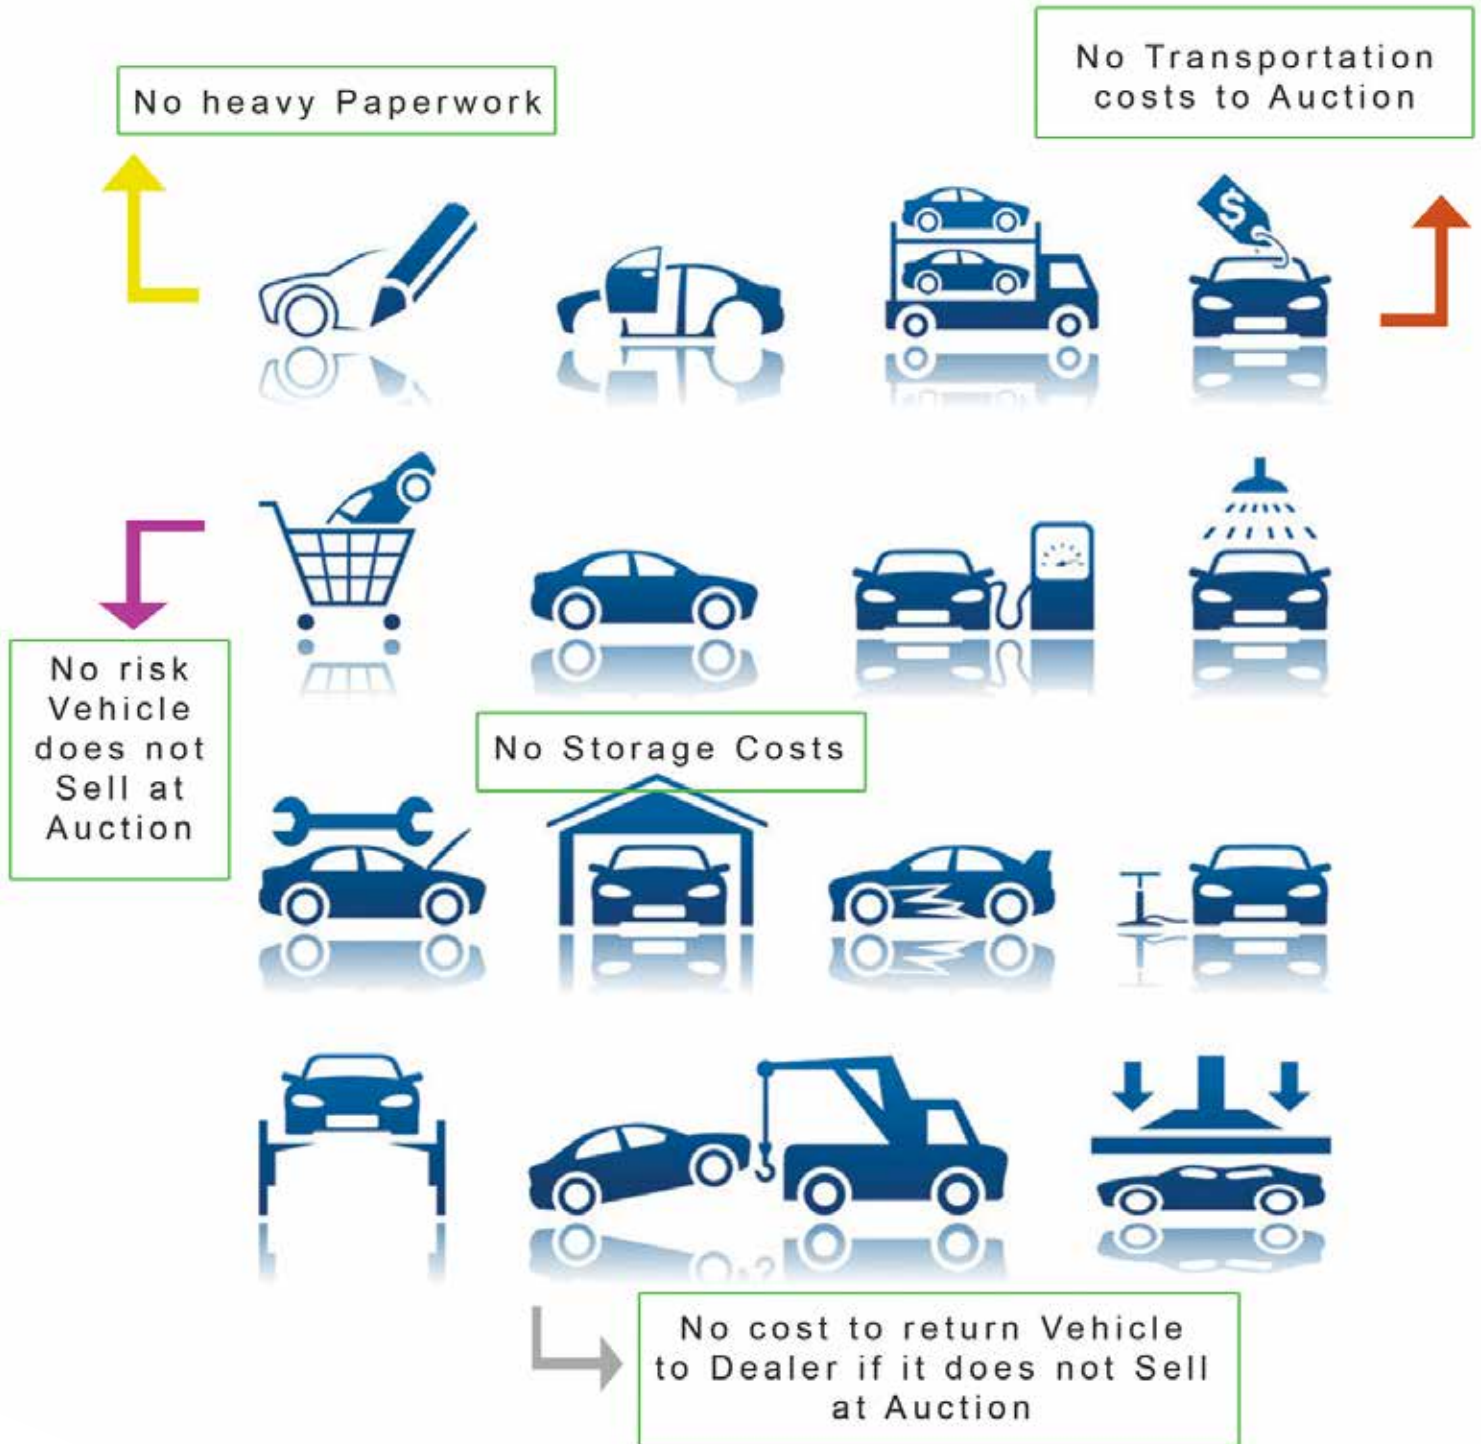 No heavy Paperwork
No Transportation
costs to Auction
$
No risk
Vehicle
does not
Sell at
Auction
No Storage Costs
No cost to return Vehicle
to Dealer if it does not Sell
at Auction